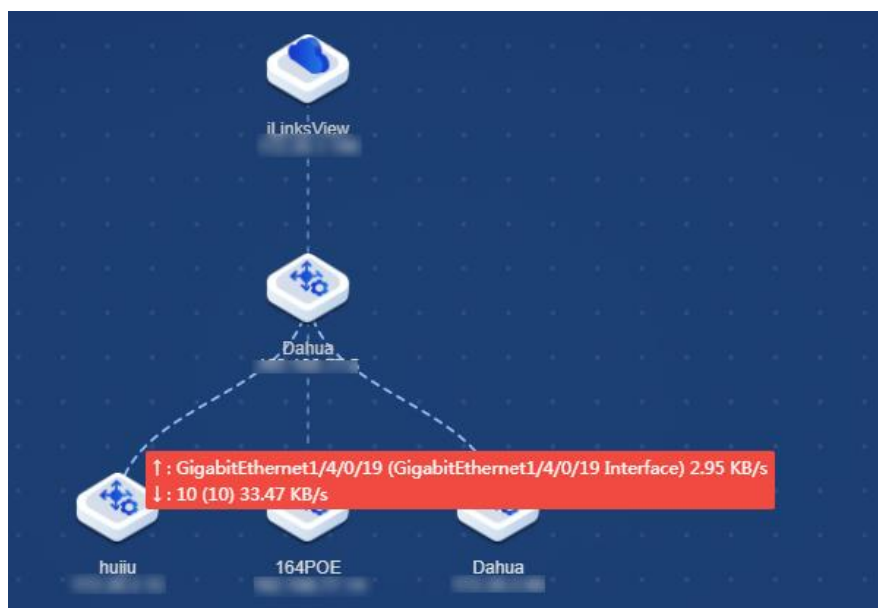 iLinksView
Dahua
↑ : GigabitEthernet1/4/0/19 (GigabitEthernet1/4/0/19 Interface) 2.95 KB/s
↓ : 10 (10) 33.47 KB/s
huiiu
164POE
Dahua